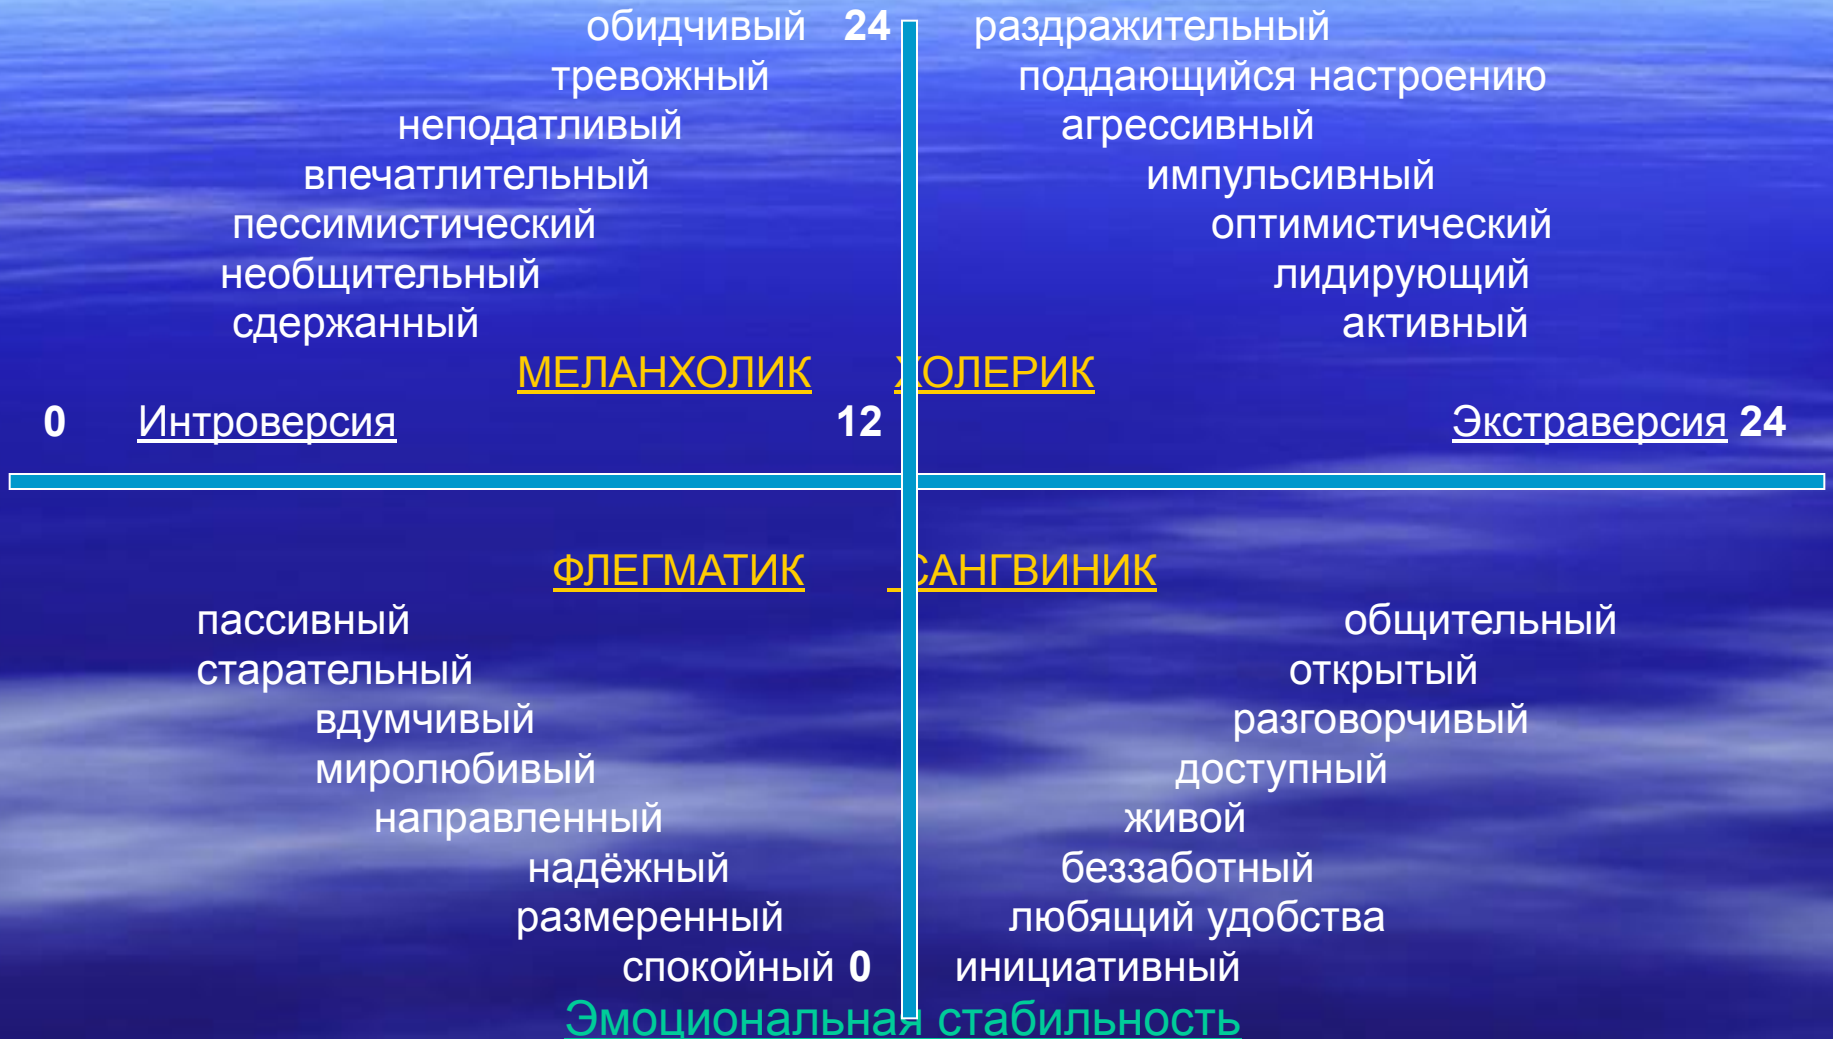 обидчивый 24 раздражительный
тревожный поддающийся настроению
неподатливый агрессивный
впечатлительный импульсивный
пессимистический оптимистический
необщительный лидирующий
сдержанный активный
МЕЛАНХОЛИК ХОЛЕРИК
0 Интроверсия 12 Экстраверсия 24
ФЛЕГМАТИК САНГВИНИК
пассивный общительный
старательный открытый
вдумчивый разговорчивый
миролюбивый доступный
направленный живой
надёжный беззаботный
размеренный любящий удобства
спокойный 0 инициативный
Эмоциональная стабильность